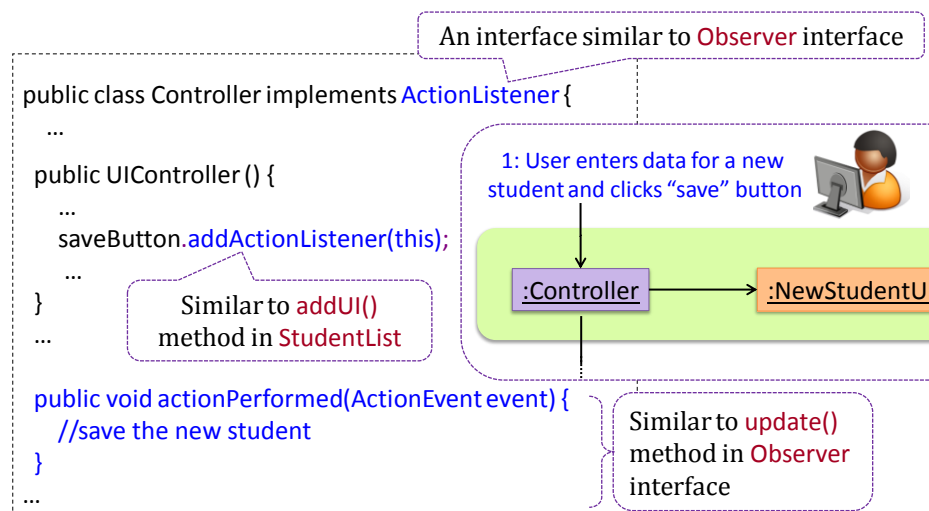 An interface similar to Observer interface
public class Controller implements ActionListener {
...
public UIController () {
...
saveButton.addActionListener(this);
...
}
...
Similar to addUI()
method in StudentList
public void actionPerformed(ActionEvent event) {
//save the new student
}
...
1: User enters data for a new
student and clicks “save” button
:Controller
:NewStudentU
Similar to update()
method in Observer
interface